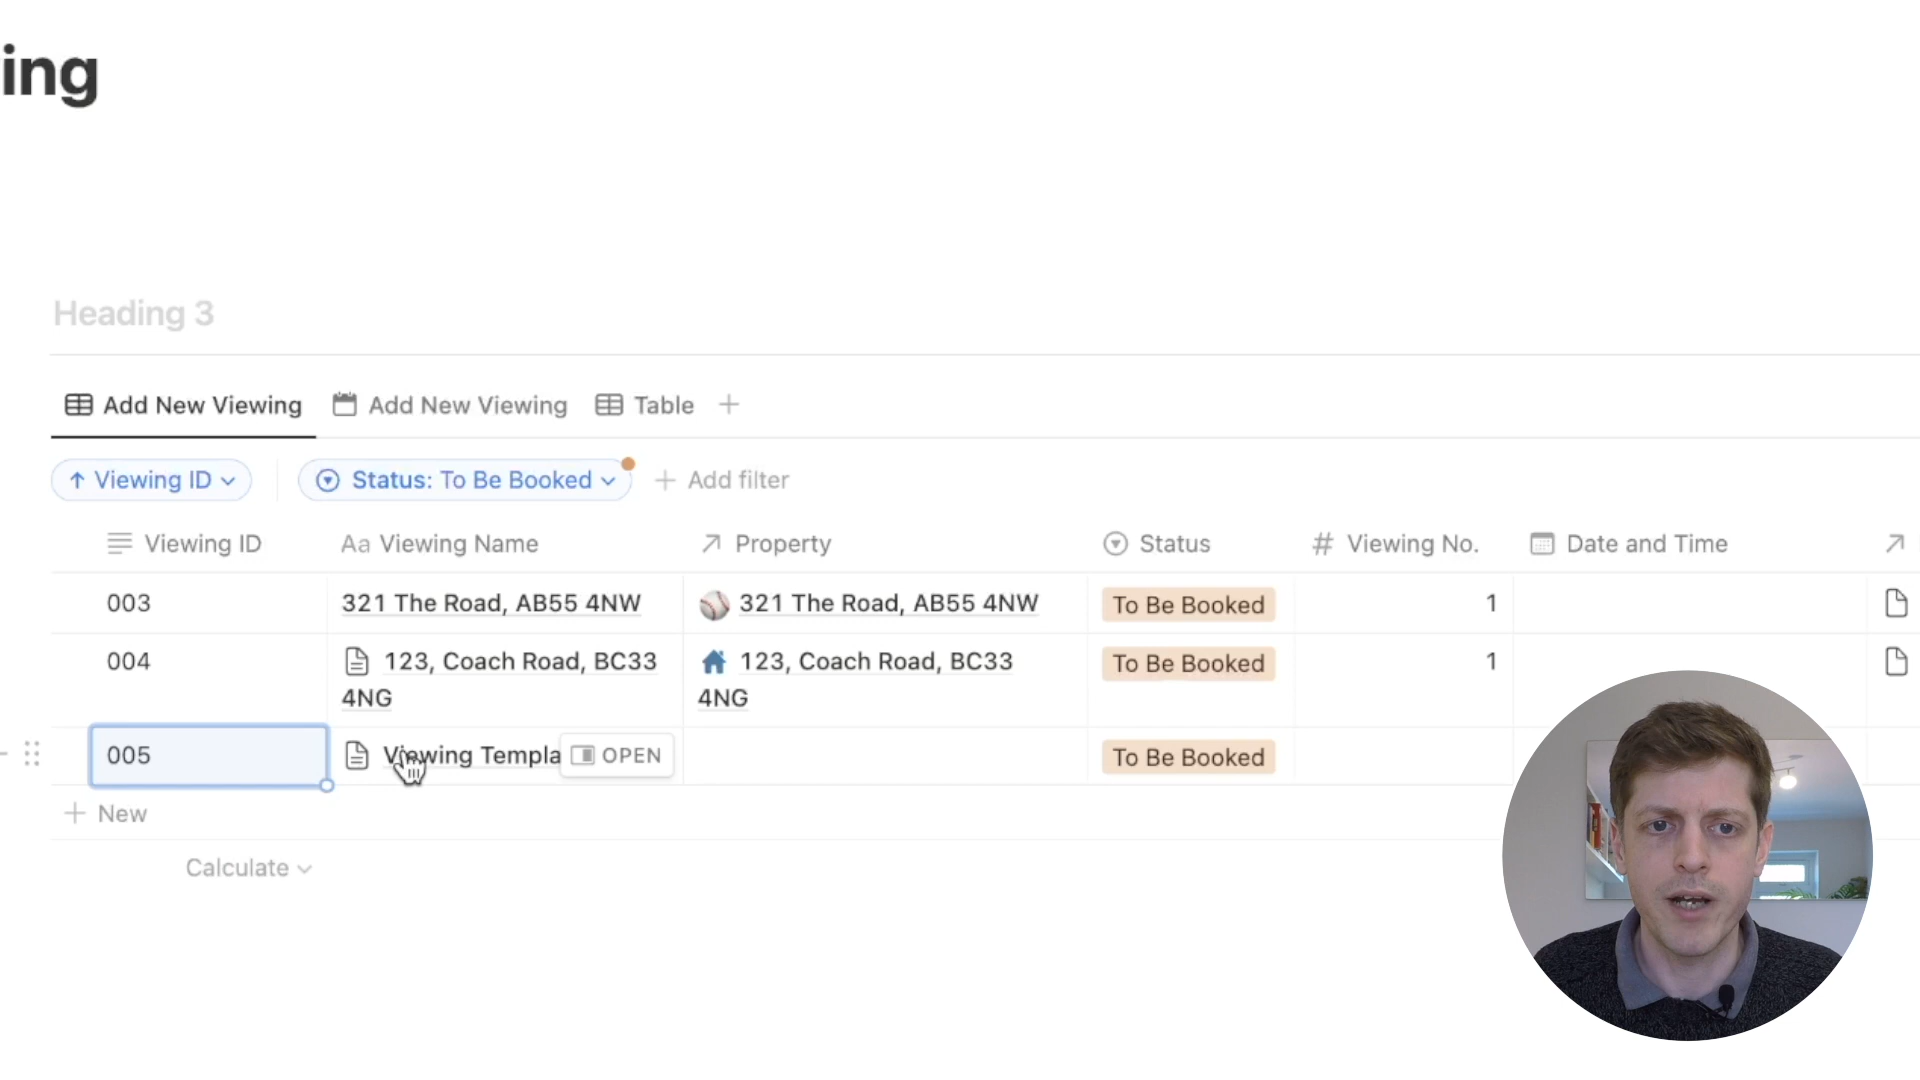 ing
Heading 3
Add New Viewing Add New Viewing Table
Viewing ID Status: To Be Booked Add filter
Viewing ID Aa Viewing Name Property Status # Viewing No. Date and Time
003 321 The Road, AB55 4NW 321 The Road, AB55 4NW To Be Booked 1
004 123, Coach Road, BC33 4NG 123, Coach Road, BC33 4NG To Be Booked 1
005 Viewing Templa OPEN To Be Booked
New
Calculate